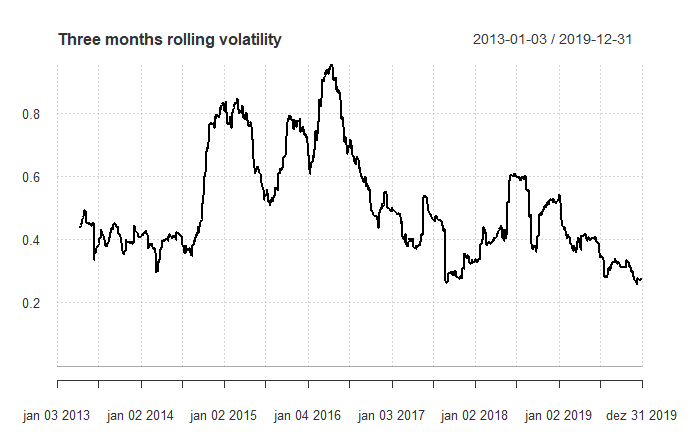 Three months rolling volatility 2013-01-03 / 2019-12-31
0.8
0.6
0.4
0.2
jan 03 2013 jan 02 2014 jan 02 2015 jan 04 2016 jan 03 2017 jan 02 2018 jan 02 2019 dez 31 2019